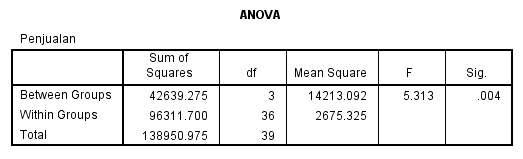 ANOVA
Penjualan
Sum of Squares df Mean Square F Sig.
Between Groups 42639.275 3 14213.092 5.313 .004
Within Groups 96311.700 36 2675.325
Total 138950.975 39